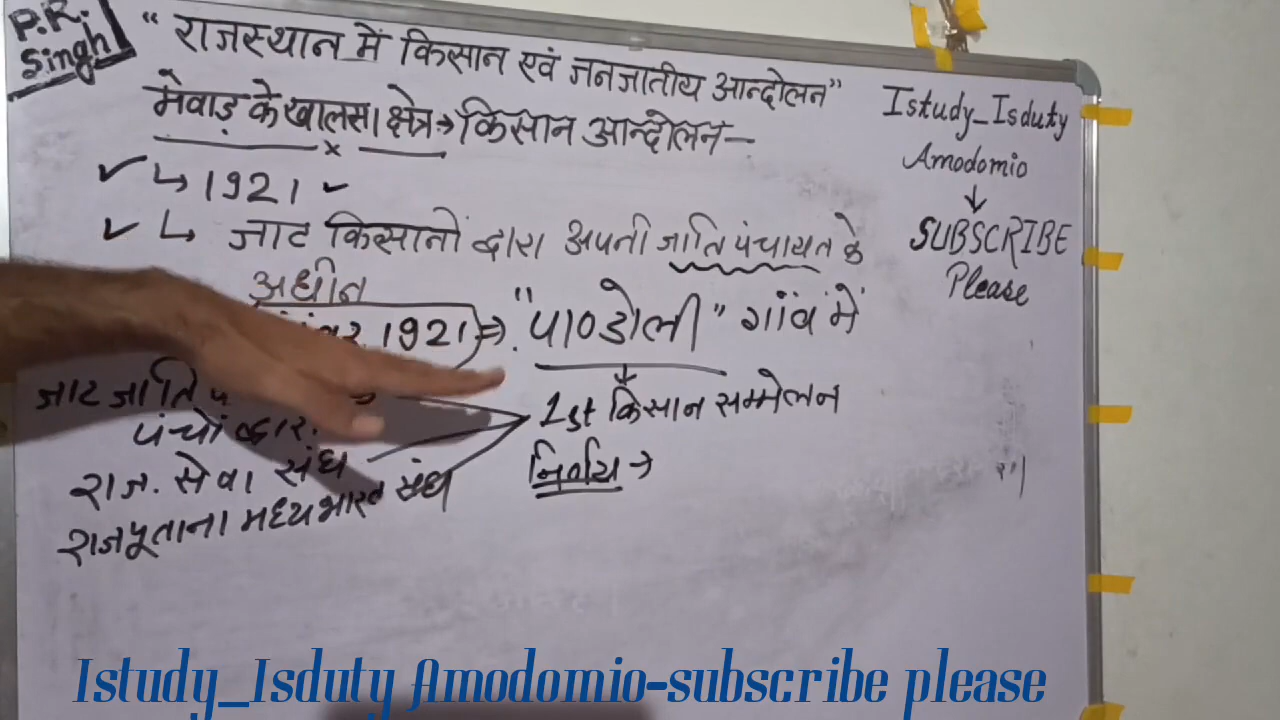 P.R.
Singh
"राजस्थान में किसान एवं जनजातीय आन्दोलन"
मेवाड़ के खालसा क्षेत्र → किसान आन्दोलन -
✓ ↳ 1921 ✓
✓ ↳ जाट किसानों द्वारा अपनी जाति पंचायत के
अधीन
1921 ⇒ "पाण्डोली" गाँव में
जाट जाति
पंचों
↓
1st किसान सम्मेलन
राज. सेवा संघ
राजपूताना मध्य भारत संघ
निर्णय →
Istudy_Isduty
Amodomio
↓
SUBSCRIBE
Please
Istudy_Isduty Amodomio-subscribe please